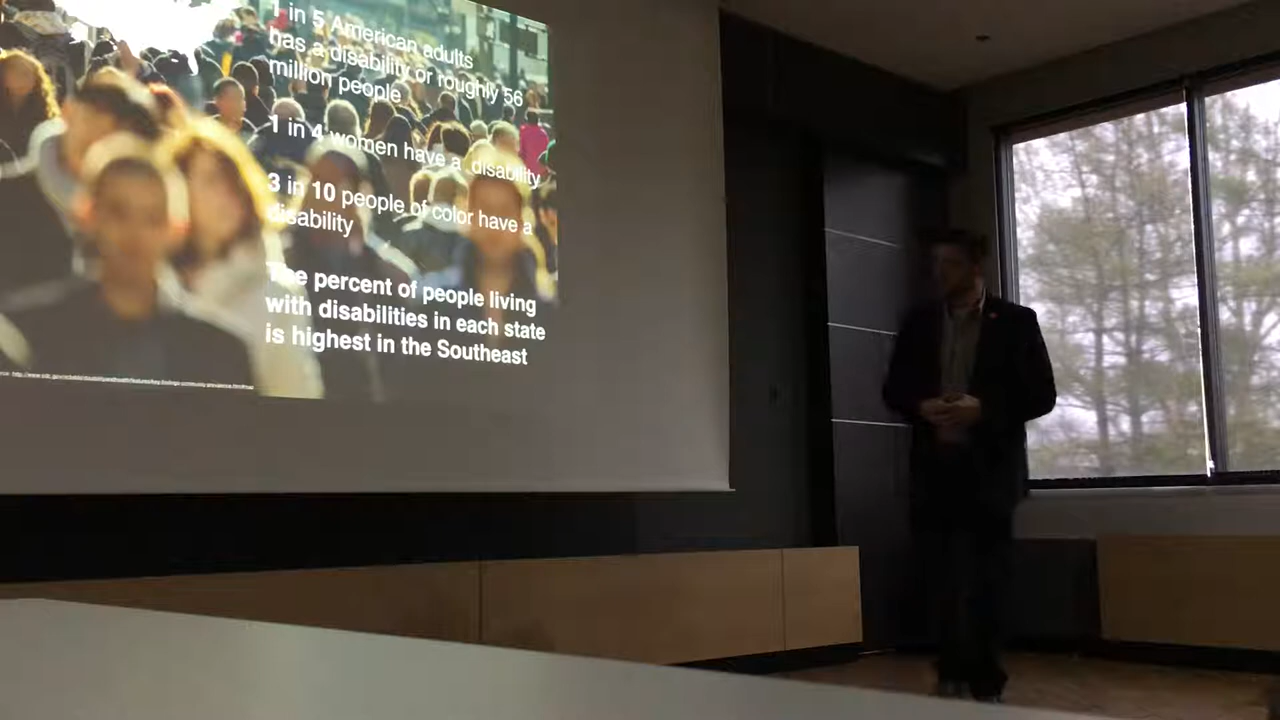 1 in 5 American adults
has a disability or roughly 56
million people
1 in 4 women have a disability
3 in 10 people of color have a
disability
The percent of people living
with disabilities in each state
is highest in the Southeast